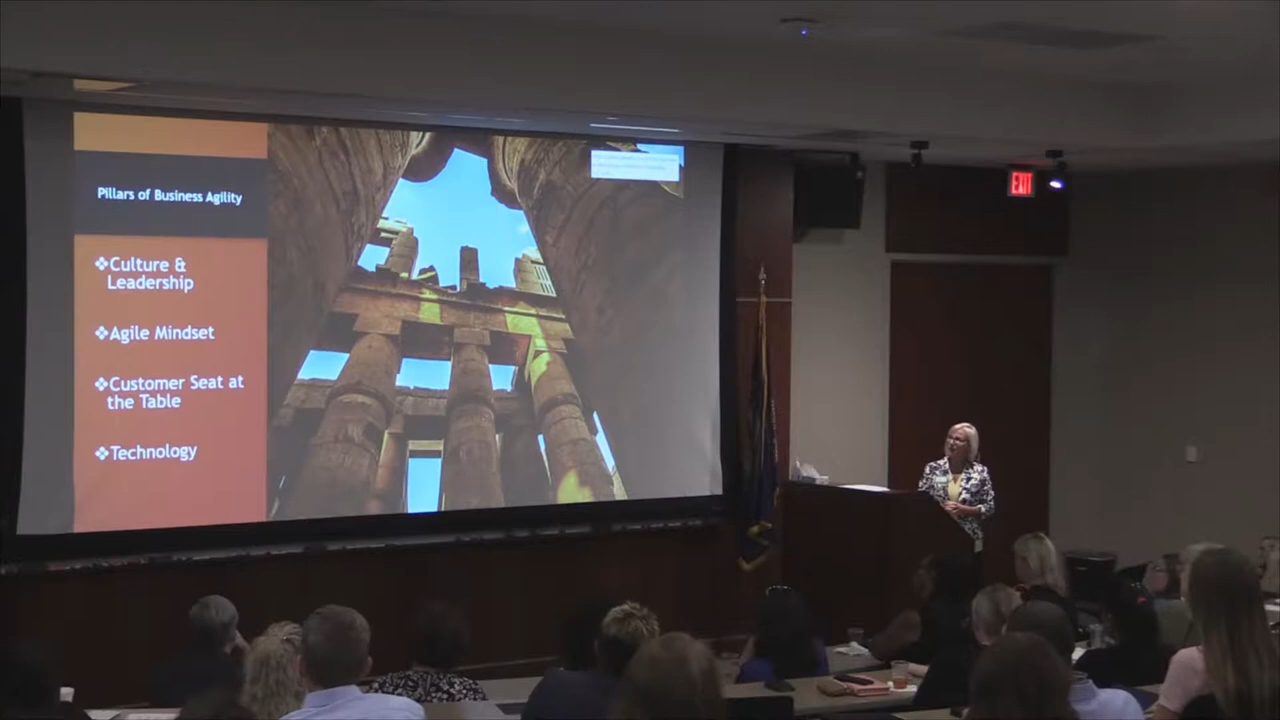 Pillars of Business Agility
❖Culture &
Leadership
❖Agile Mindset
❖Customer Seat at
the Table
❖Technology
EXIT